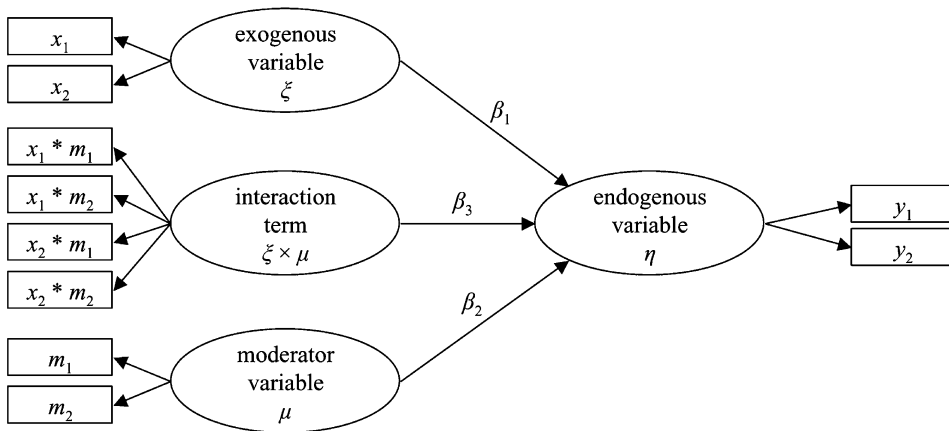 x₁
x₂
exogenous
variable
ξ
β₁
x₁ * m₁
x₁ * m₂
x₂ * m₁
x₂ * m₂
interaction
term
ξ × μ
β₃
endogenous
variable
η
y₁
y₂
β₂
m₁
m₂
moderator
variable
μ